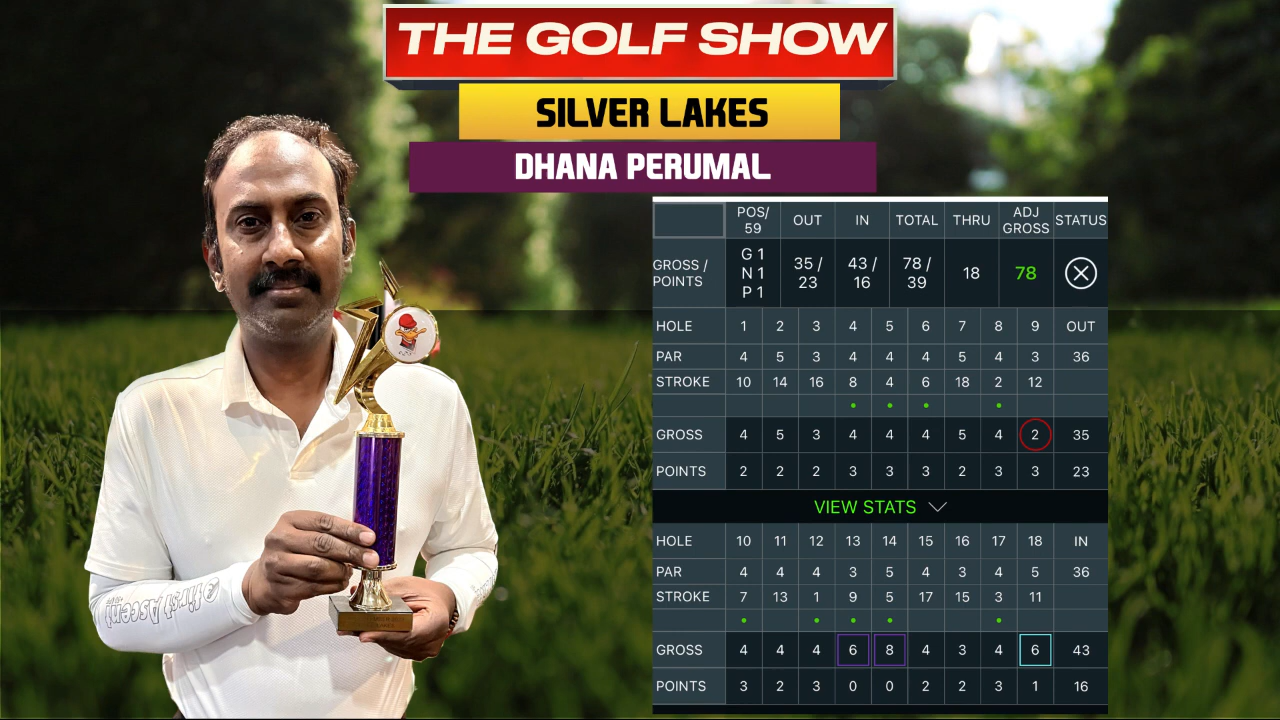 THE GOLF SHOW
SILVER LAKES
DHANA PERUMAL
POS/ 59 OUT IN TOTAL THRU ADJ GROSS STATUS
GROSS / POINTS G 1 N 1 P 1 35 / 23 43 / 16 78 / 39 18 78
HOLE 1 2 3 4 5 6 7 8 9 OUT
PAR 4 5 3 4 4 4 5 4 3 36
STROKE 10 14 16 8 4 6 18 2 12
GROSS 4 5 3 4 4 4 5 4 2 35
POINTS 2 2 2 3 3 3 2 3 3 23
VIEW STATS
HOLE 10 11 12 13 14 15 16 17 18 IN
PAR 4 4 4 3 5 4 3 4 5 36
STROKE 7 13 1 9 5 17 15 3 11
GROSS 4 4 4 6 8 4 3 4 6 43
POINTS 3 2 3 0 0 2 2 3 1 16
first Ascent